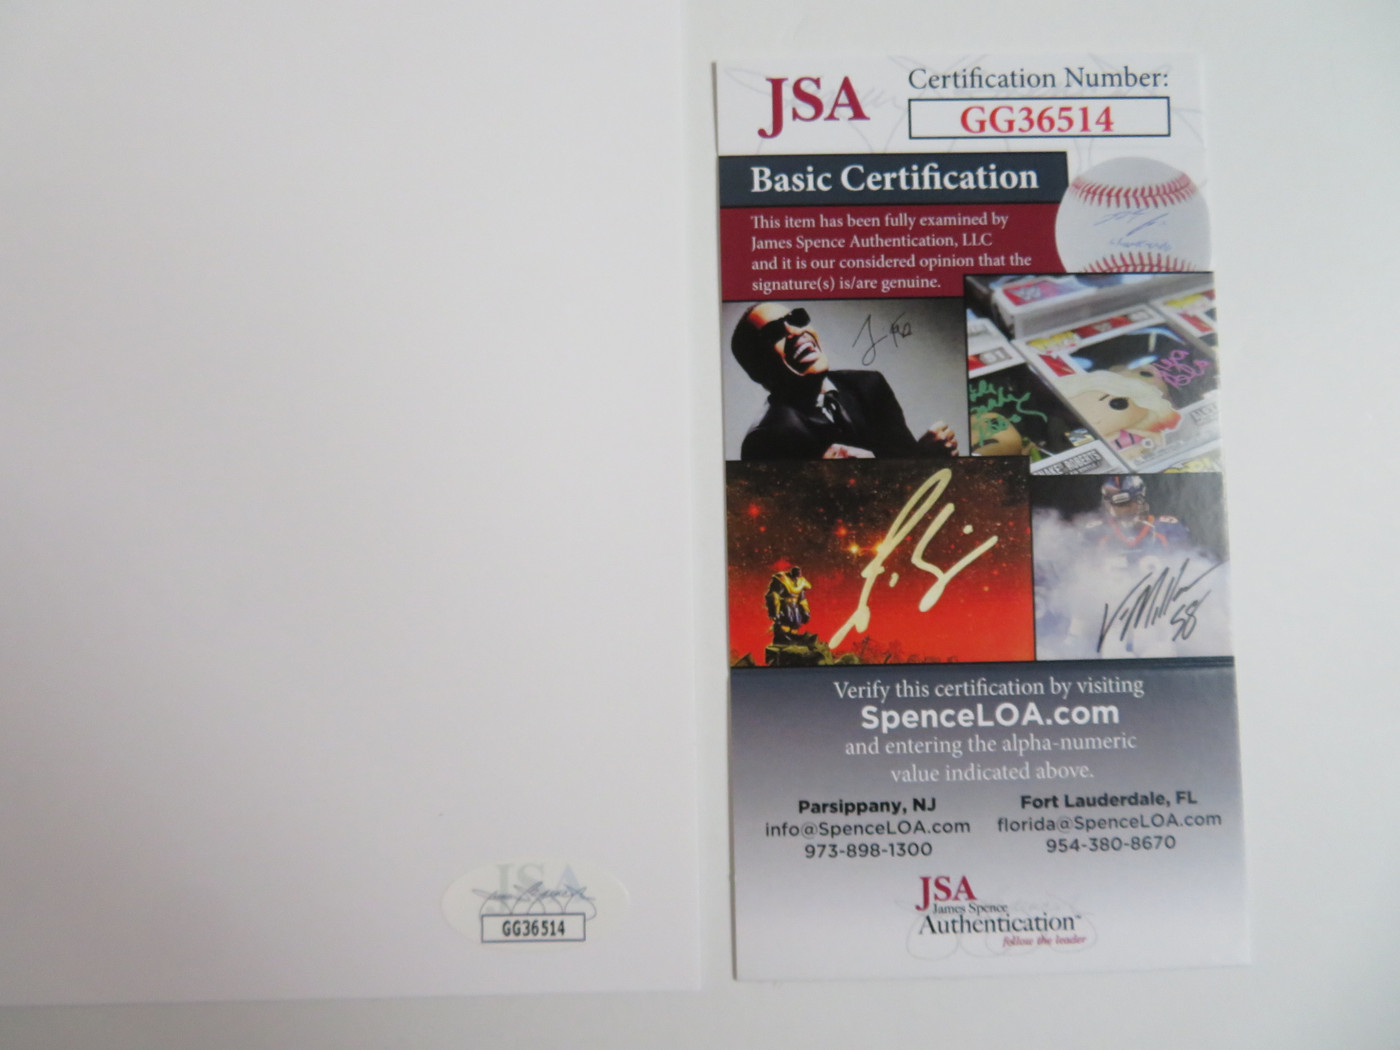 JSA
Certification Number:
GG36514
Basic Certification
This item has been fully examined by
James Spence Authentication, LLC
and it is our considered opinion that the
signature(s) is/are genuine.
58
Verify this certification by visiting
SpenceLOA.com
and entering the alpha-numeric
value indicated above.
Parsippany, NJ
info@SpenceLOA.com
973-898-1300
Fort Lauderdale, FL
florida@SpenceLOA.com
954-380-8670
JSA
James Spence
Authentication™
follow the leader
JSA
GG36514